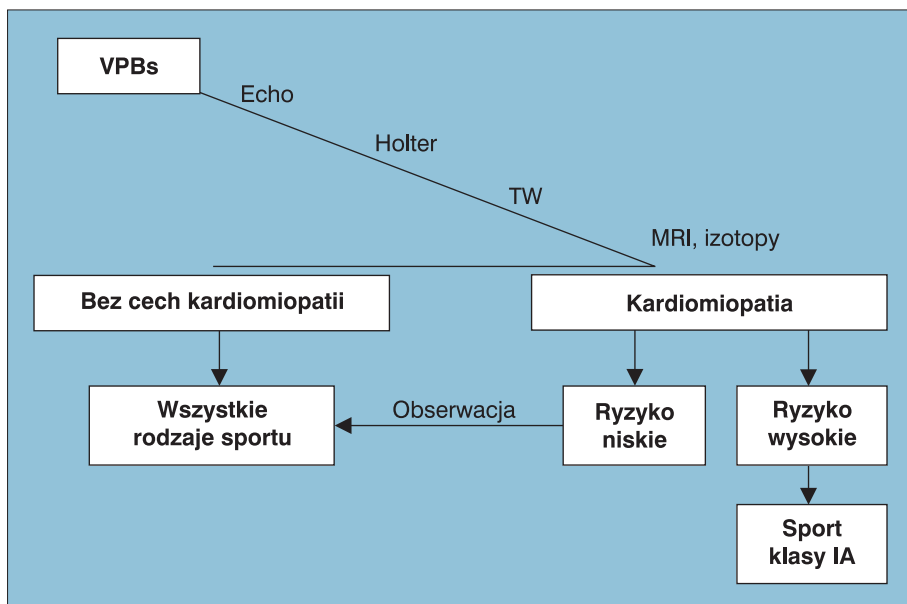 VPBs
Echo
Holter
TW
MRI, izotopy
Bez cech kardiomiopatii
Kardiomiopatia
Wszystkie
rodzaje sportu
Obserwacja
Ryzyko
niskie
Ryzyko
wysokie
Sport
klasy IA